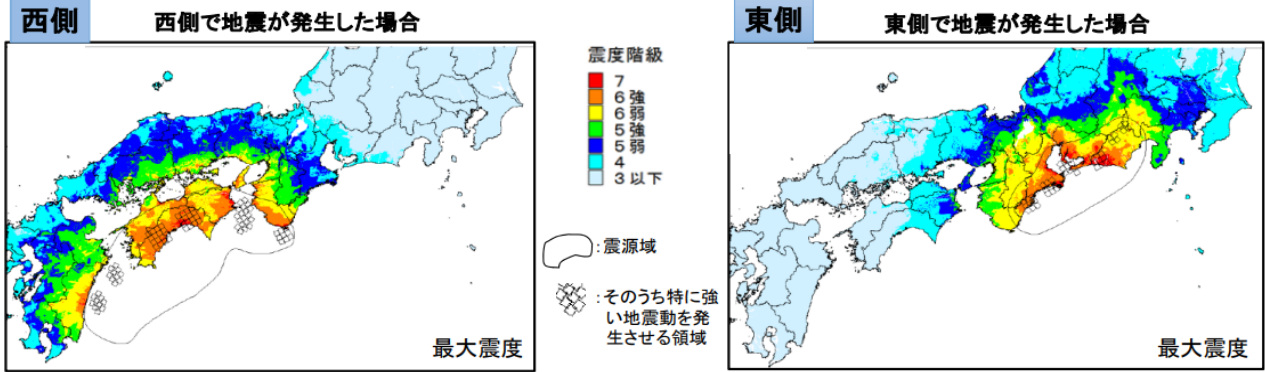 西側
西側で地震が発生した場合
最大震度
震度階級
7
6強
6弱
5強
5弱
4
3以下
:震源域
:そのうち特に強
い地震動を発
生させる領域
東側
東側で地震が発生した場合
最大震度